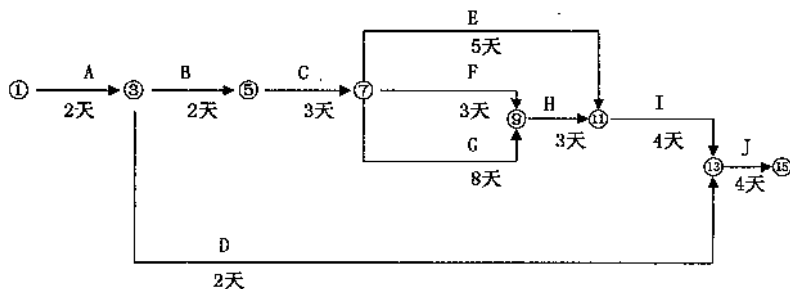 E
5天
A B C F
① ③ ⑤ ⑦
2天 2天 3天 3天
H I
⑨ ⑪
3天 4天
G J
8天
⑬ ⑮
4天
D
2天